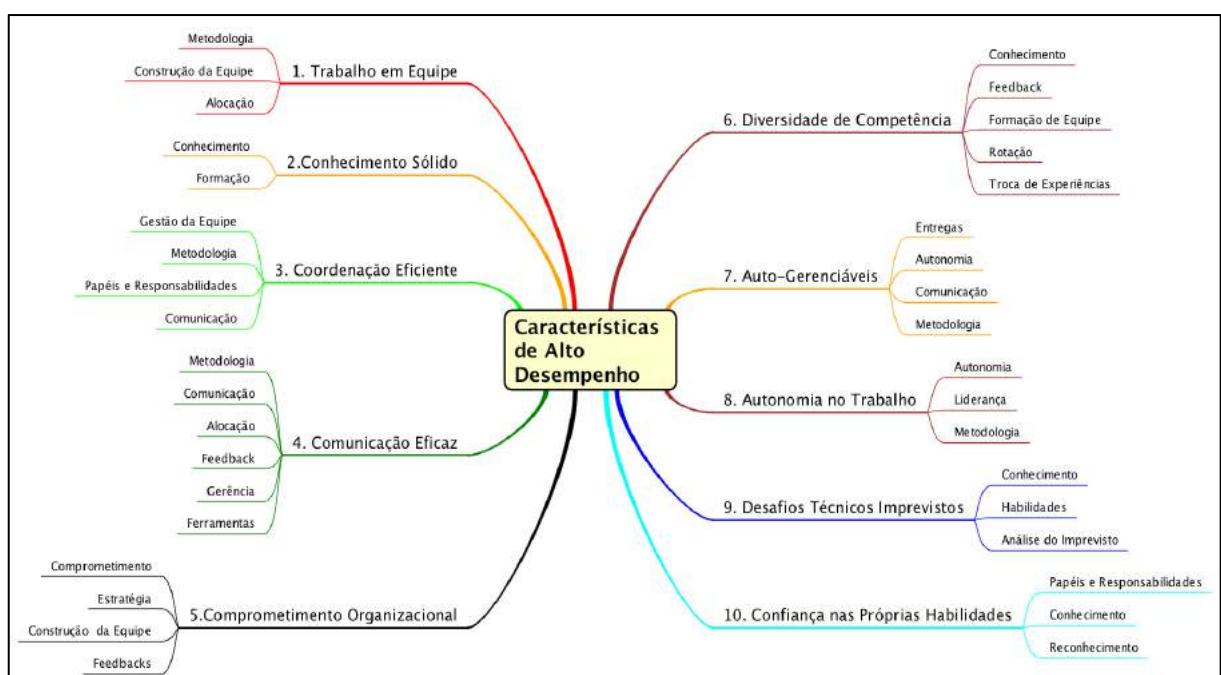 Características
de Alto
Desempenho
1. Trabalho em Equipe
Metodologia
Construção da Equipe
Alocação
2.Conhecimento Sólido
Conhecimento
Formação
3. Coordenação Eficiente
Gestão da Equipe
Metodologia
Papéis e Responsabilidades
Comunicação
4. Comunicação Eficaz
Metodologia
Comunicação
Alocação
Feedback
Gerência
Ferramentas
5.Comprometimento Organizacional
Comprometimento
Estratégia
Construção da Equipe
Feedbacks
6. Diversidade de Competência
Conhecimento
Feedback
Formação de Equipe
Rotação
Troca de Experiências
7. Auto-Gerenciáveis
Entregas
Autonomia
Comunicação
Metodologia
8. Autonomia no Trabalho
Autonomia
Liderança
Metodologia
9. Desafios Técnicos Imprevistos
Conhecimento
Habilidades
Análise do Imprevisto
10. Confiança nas Próprias Habilidades
Papéis e Responsabilidades
Conhecimento
Reconhecimento